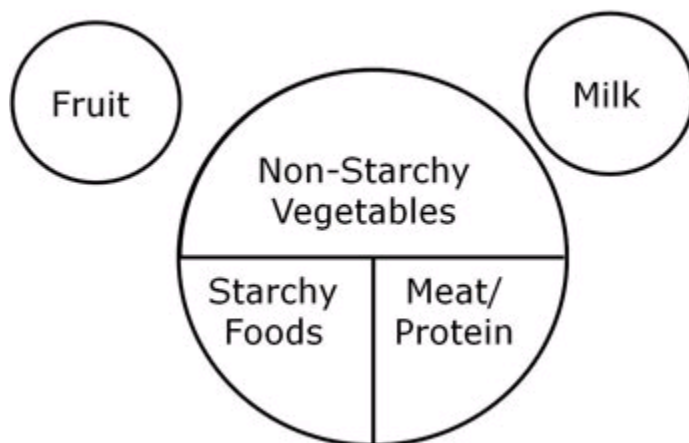 Fruit
Milk
Non-Starchy
Vegetables
Starchy
Foods
Meat/
Protein